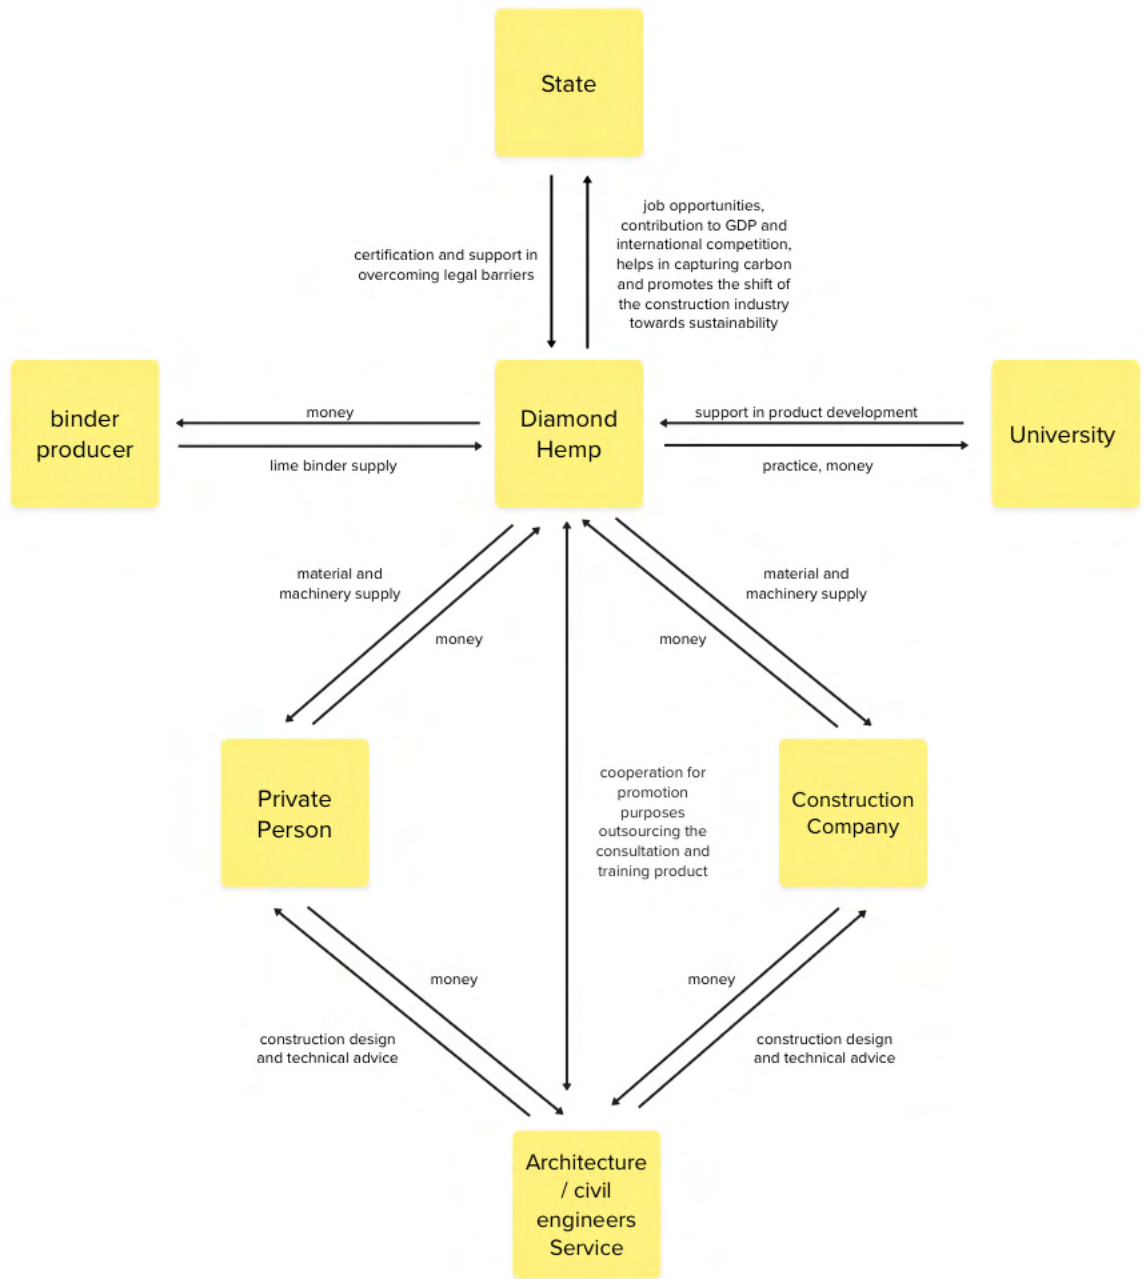 State
certification and support in
overcoming legal barriers
job opportunities,
contribution to GDP and
international competition,
helps in capturing carbon
and promotes the shift of
the construction industry
towards sustainability
binder
producer
money
lime binder supply
Diamond
Hemp
support in product development
practice, money
University
material and
machinery supply
money
money
material and
machinery supply
Private
Person
cooperation for
promotion
purposes
outsourcing the
consultation and
training product
Construction
Company
money
construction design
and technical advice
money
construction design
and technical advice
Architecture
/ civil
engineers
Service